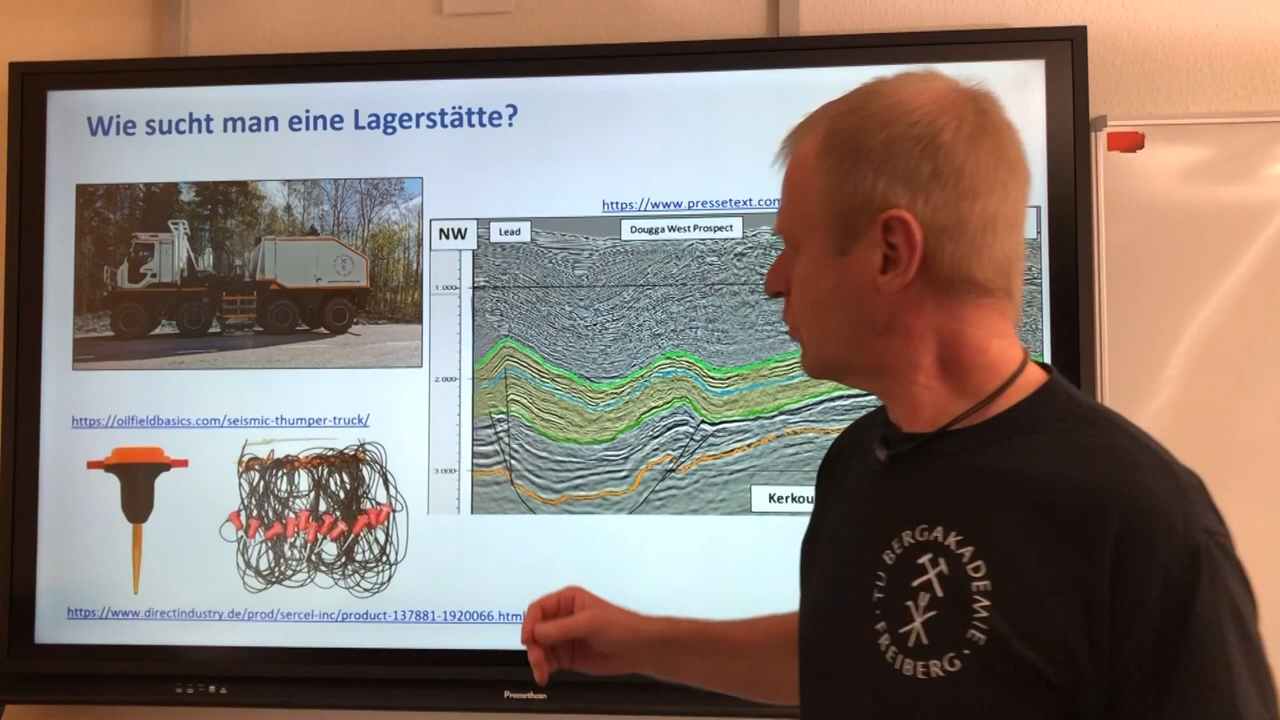 Wie sucht man eine Lagerstätte?
https://www.pressetext.com
NW
Lead
Dougga West Prospect
1.000
2.000
3.000
Kerkou
https://oilfieldbasics.com/seismic-thumper-truck/
https://www.directindustry.de/prod/sercel-inc/product-137881-1920066.html
Promethean
TU BERGAKADEMIE
FREIBERG